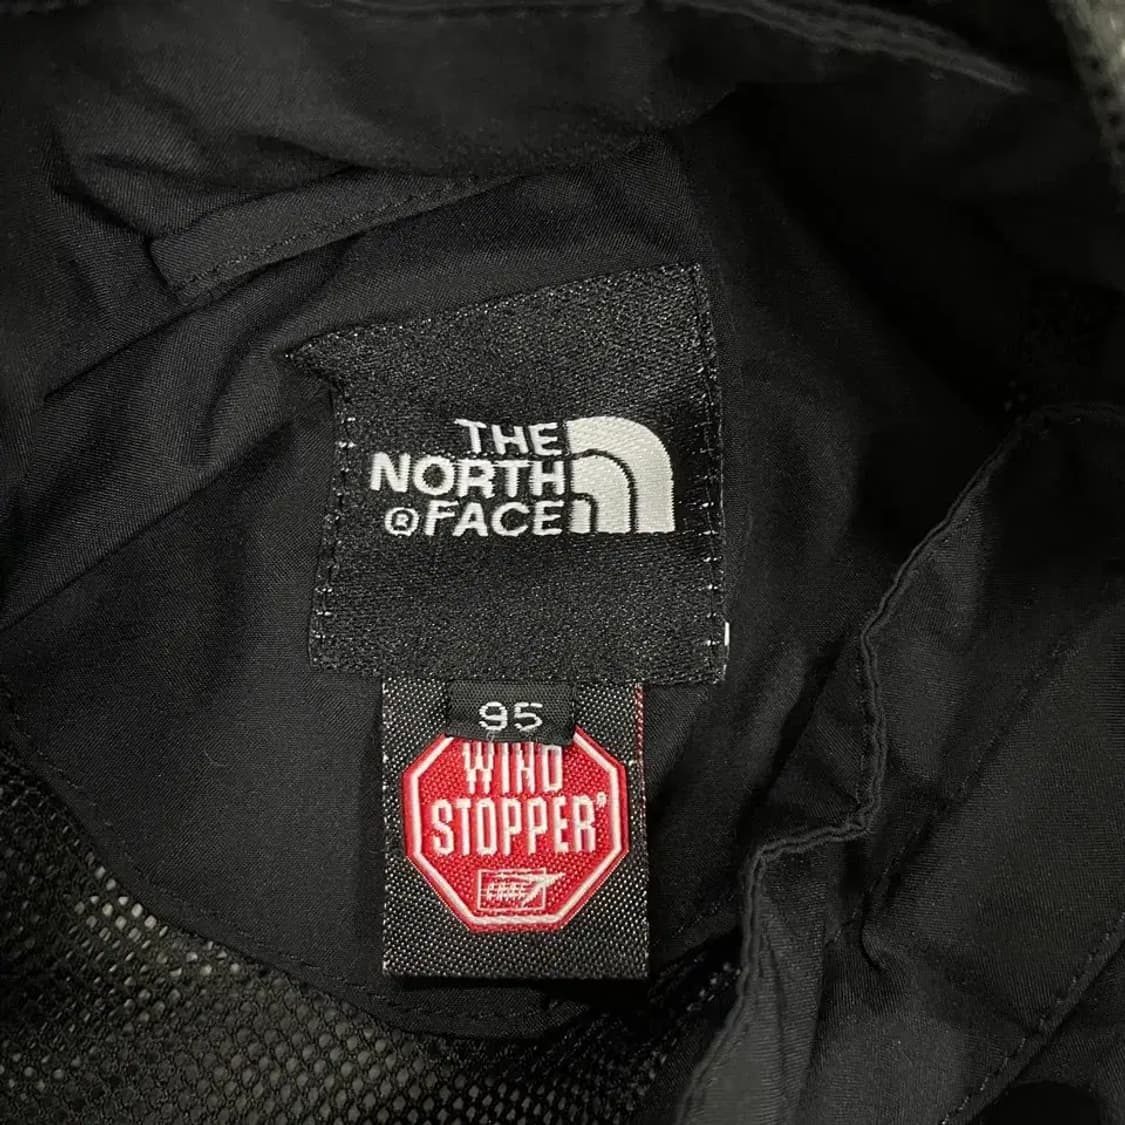 THE
NORTH
®FACE
95
WIND
STOPPER®